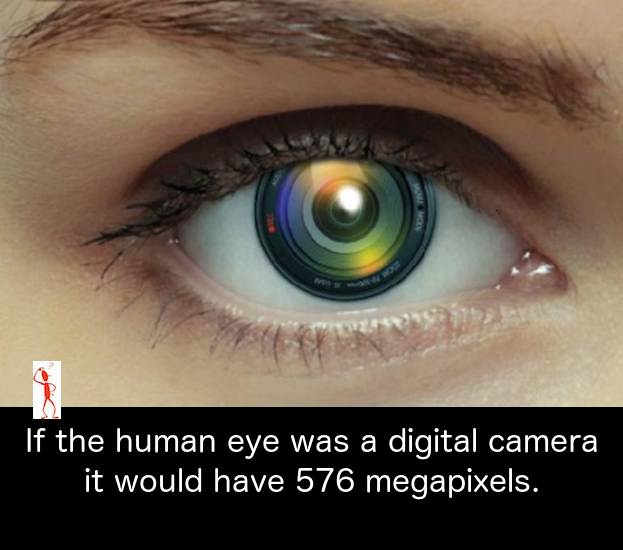 If the human eye was a digital camera
it would have 576 megapixels.